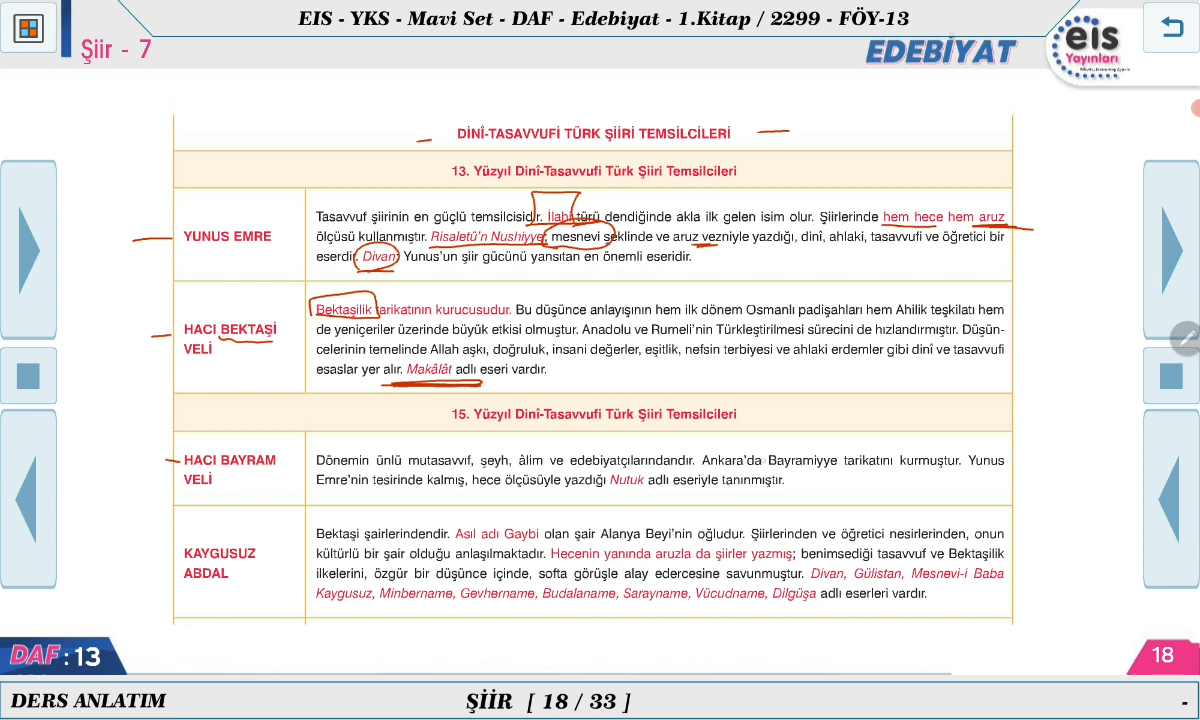 EIS - YKS - Mavi Set - DAF - Edebiyat - 1.Kitap / 2299 - FÖY-13
Şiir - 7
EDEBİYAT
eis
Yayınları
DİNÎ-TASAVVUFİ TÜRK ŞİİRİ TEMSİLCİLERİ
13. Yüzyıl Dinî-Tasavvufi Türk Şiiri Temsilcileri
YUNUS EMRE
Tasavvuf şiirinin en güçlü temsilcisidir. İlahi türü dendiğinde akla ilk gelen isim olur. Şiirlerinde hem hece hem aruz
ölçüsü kullanmıştır. Risaletü'n Nushiyye; mesnevi şeklinde ve aruz vezniyle yazdığı, dinî, ahlaki, tasavvufi ve öğretici bir
eserdir. Divan; Yunus'un şiir gücünü yansıtan en önemli eseridir.
HACI BEKTAŞİ
VELİ
Bektaşilik tarikatının kurucusudur. Bu düşünce anlayışının hem ilk dönem Osmanlı padişahları hem Ahilik teşkilatı hem
de yeniçeriler üzerinde büyük etkisi olmuştur. Anadolu ve Rumeli'nin Türkleştirilmesi sürecini de hızlandırmıştır. Düşün-
celerinin temelinde Allah aşkı, doğruluk, insani değerler, eşitlik, nefsin terbiyesi ve ahlaki erdemler gibi dinî ve tasavvufi
esaslar yer alır. Makâlât adlı eseri vardır.
15. Yüzyıl Dinî-Tasavvufi Türk Şiiri Temsilcileri
HACI BAYRAM
VELİ
Dönemin ünlü mutasavvıf, şeyh, âlim ve edebiyatçılarındandır. Ankara'da Bayramiyye tarikatını kurmuştur. Yunus
Emre'nin tesirinde kalmış, hece ölçüsüyle yazdığı Nutuk adlı eseriyle tanınmıştır.
KAYGUSUZ
ABDAL
Bektaşi şairlerindendir. Asıl adı Gaybi olan şair Alanya Beyi'nin oğludur. Şiirlerinden ve öğretici nesirlerinden, onun
kültürlü bir şair olduğu anlaşılmaktadır. Hecenin yanında aruzla da şiirler yazmış; benimsediği tasavvuf ve Bektaşilik
ilkelerini, özgür bir düşünce içinde, softa görüşle alay edercesine savunmuştur. Divan, Gülistan, Mesnevi-i Baba
Kaygusuz, Minbername, Gevhername, Budalaname, Sarayname, Vücudname, Dilgüşa adlı eserleri vardır.
DAF : 13
18
DERS ANLATIM
ŞİİR [ 18 / 33 ]
-